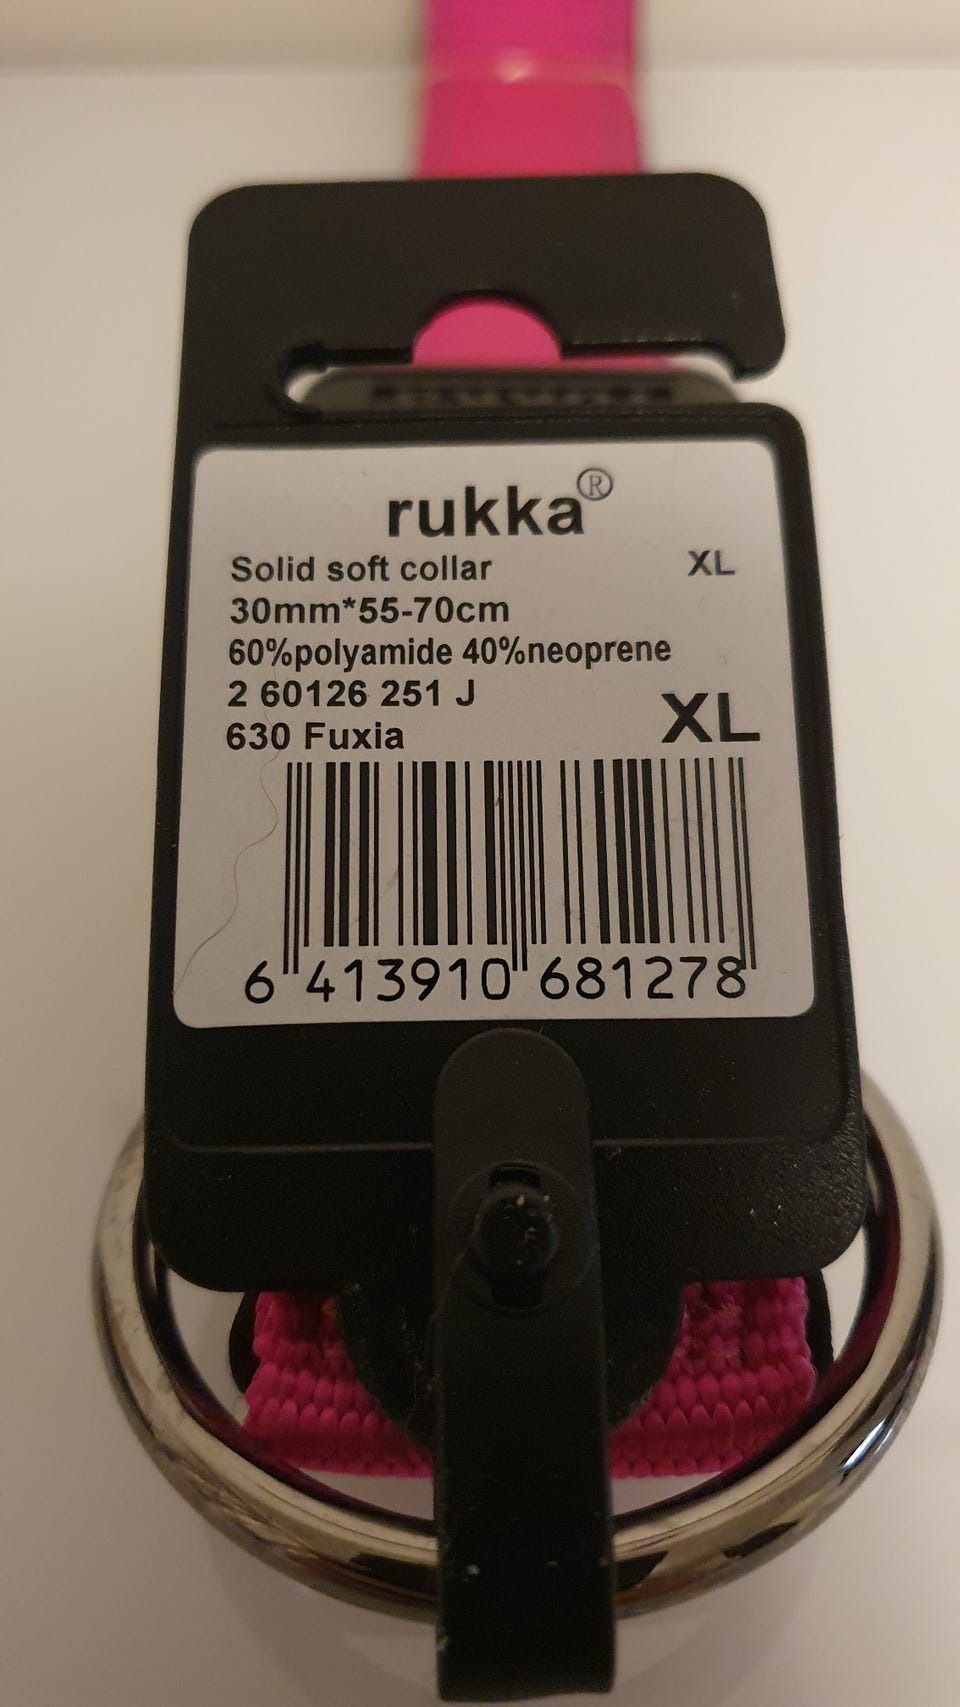 rukka®
Solid soft collar XL
30mm*55-70cm
60%polyamide 40%neoprene
2 60126 251 J
630 Fuxia XL
6 413910 681278